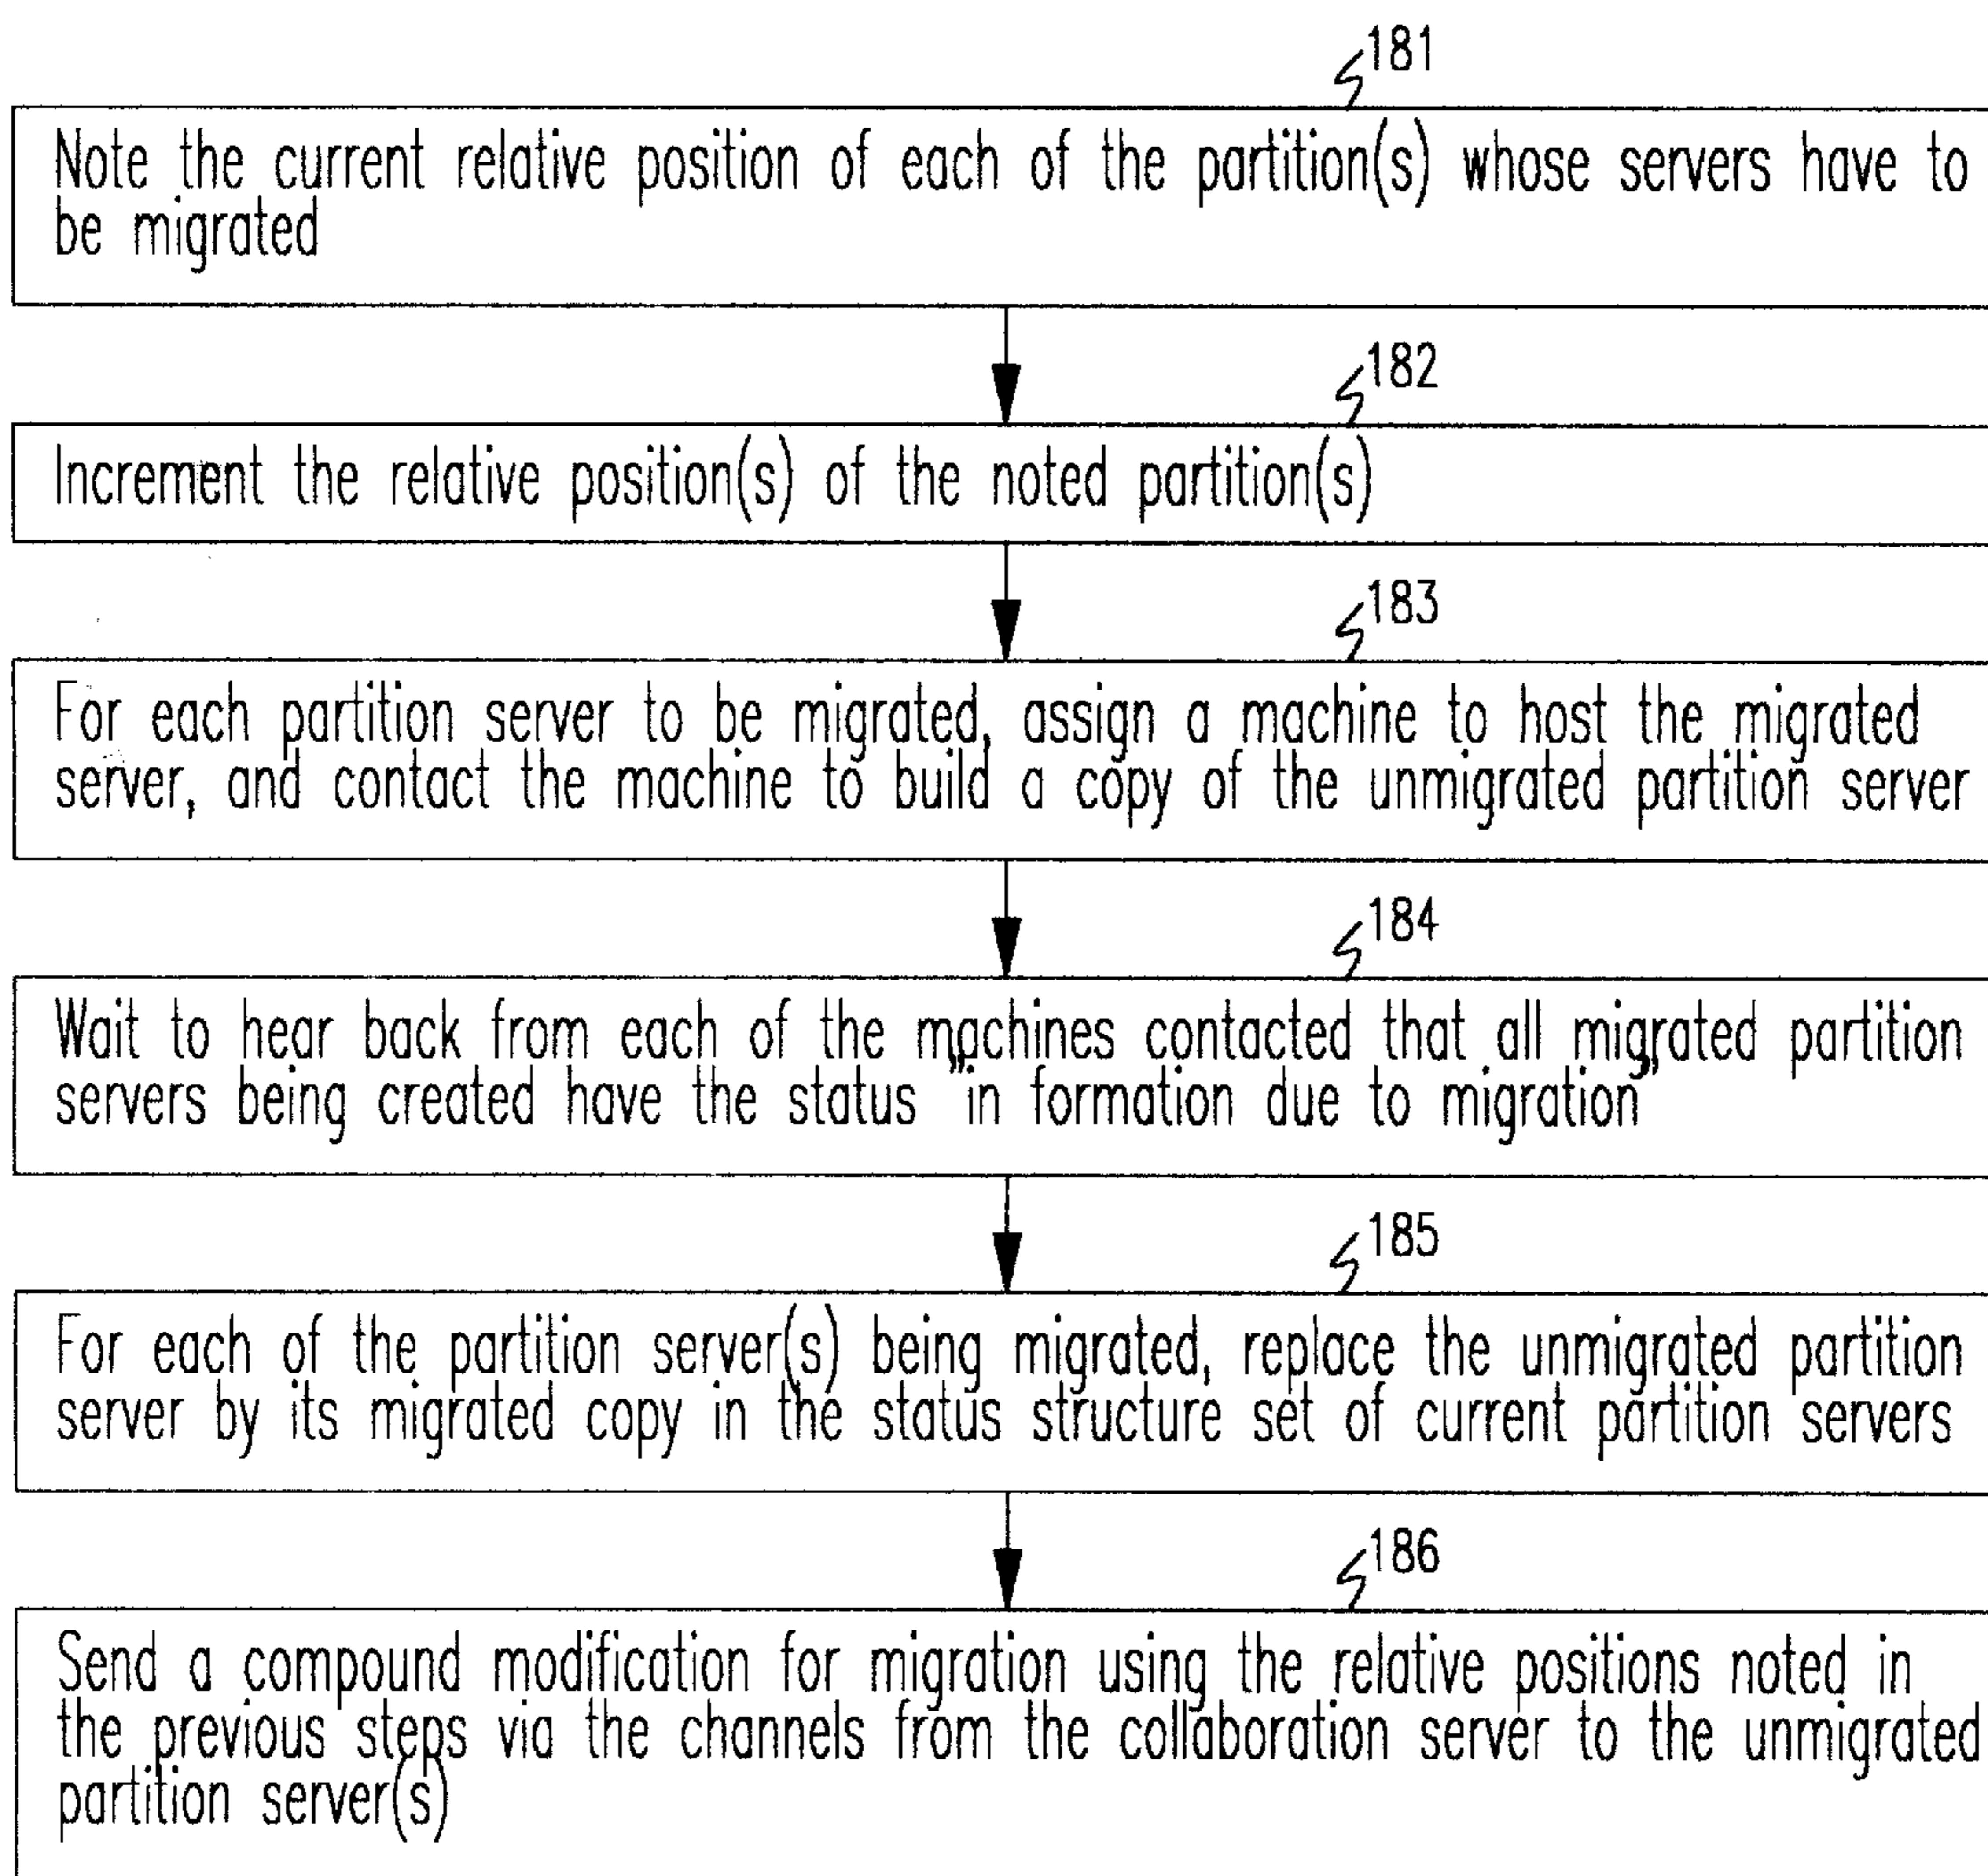 181
Note the current relative position of each of the partition(s) whose servers have to
be migrated
182
Increment the relative position(s) of the noted partition(s)
183
For each partition server to be migrated, assign a machine to host the migrated
server, and contact the machine to build a copy of the unmigrated partition server
184
Wait to hear back from each of the machines contacted that all migrated partition
servers being created have the status "in formation due to migration"
185
For each of the partition server(s) being migrated, replace the unmigrated partition
server by its migrated copy in the status structure set of current partition servers
186
Send a compound modification for migration using the relative positions noted in
the previous steps via the channels from the collaboration server to the unmigrated
partition server(s)